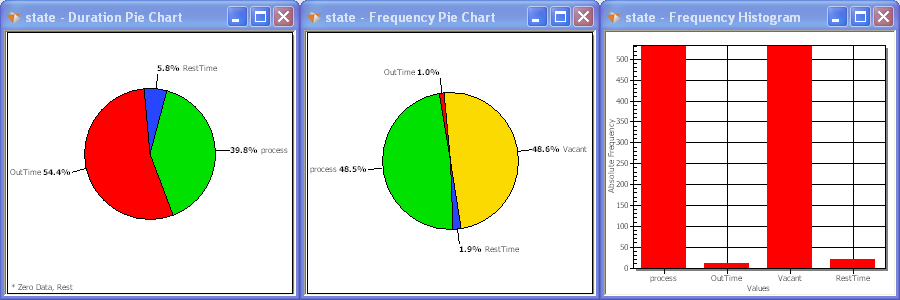 state - Duration Pie Chart
5.8% RestTime
39.8% process
OutTime 54.4%
* Zero Data, Rest
state - Frequency Pie Chart
OutTime 1.0%
48.6% Vacant
process 48.5%
1.9% RestTime
state - Frequency Histogram
Absolute Frequency
500
450
400
350
300
250
200
150
100
50
0
process OutTime Vacant RestTime
Values